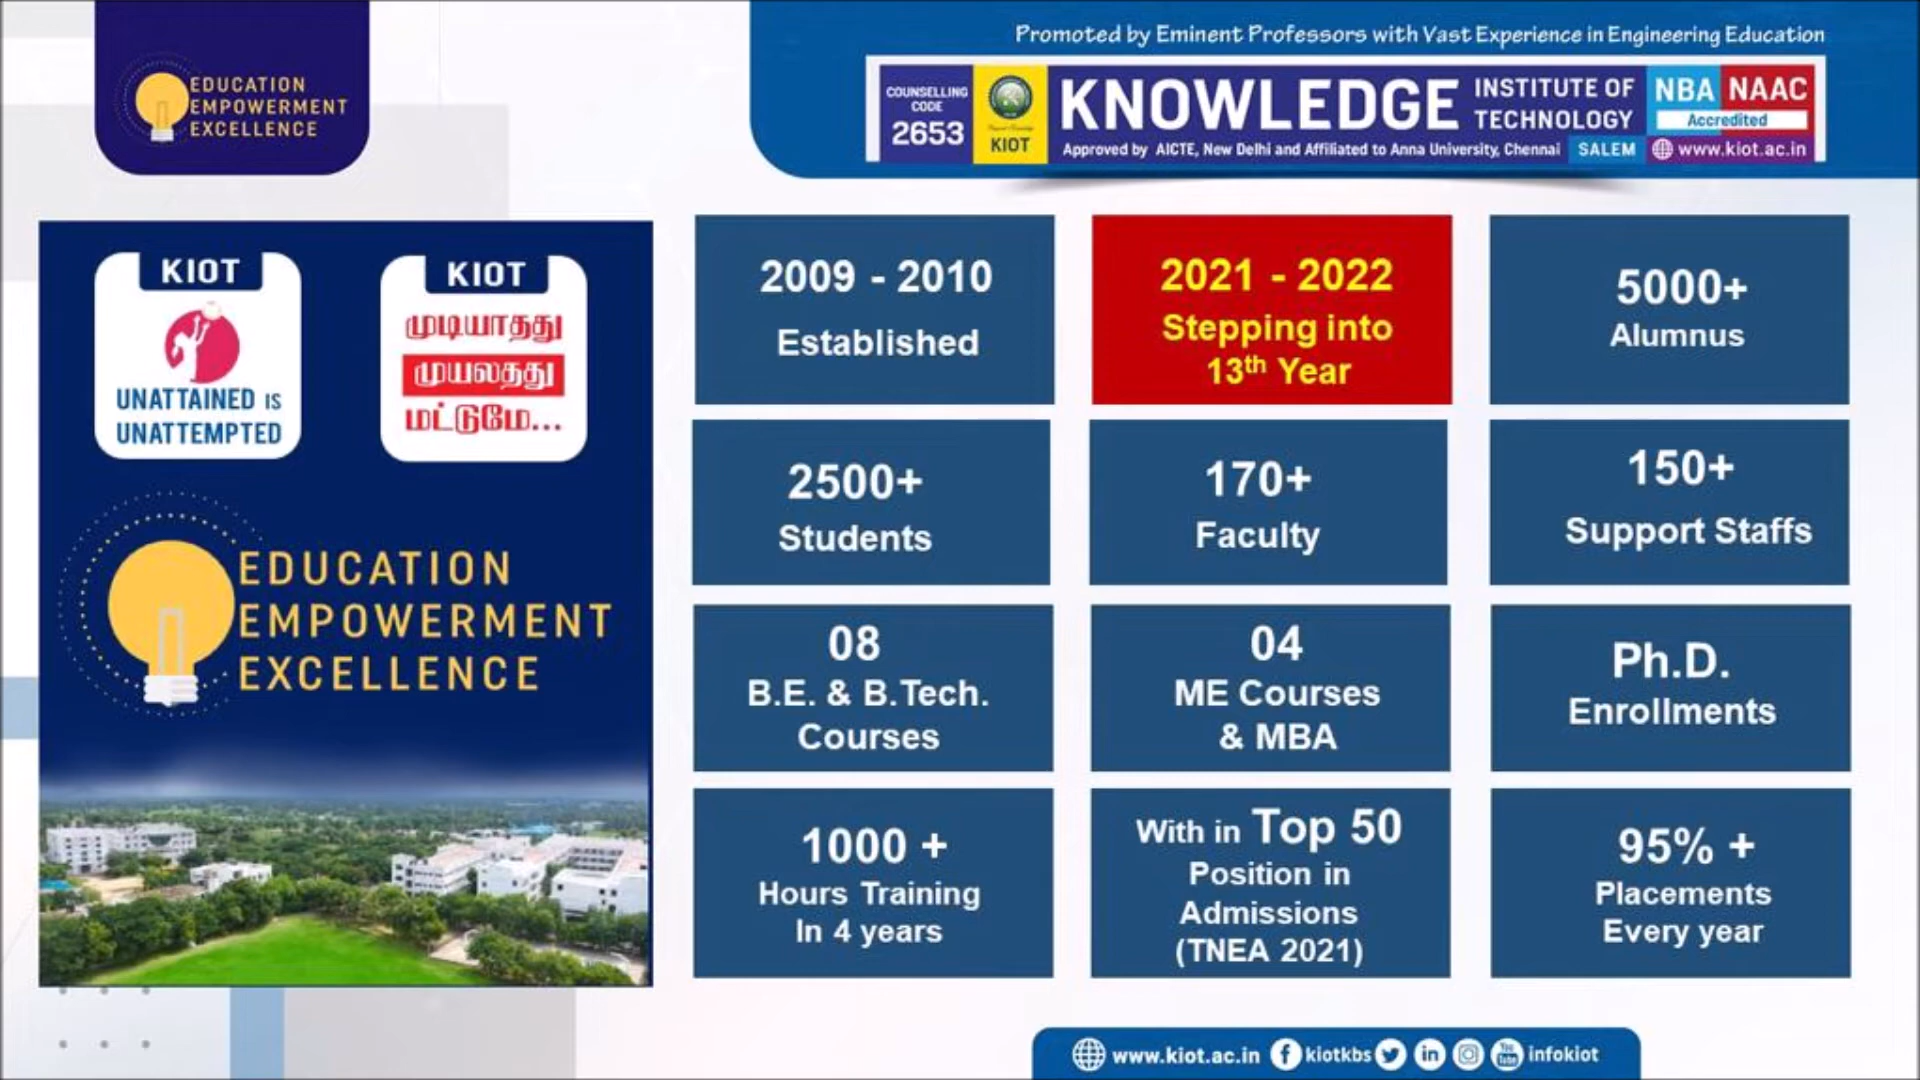 EDUCATION
EMPOWERMENT
EXCELLENCE
Promoted by Eminent Professors with Vast Experience in Engineering Education
COUNSELLING
CODE
2653
KIOT
KNOWLEDGE
INSTITUTE OF
TECHNOLOGY
Approved by AICTE, New Delhi and Affiliated to Anna University, Chennai
SALEM
NBA NAAC
Accredited
www.kiot.ac.in
KIOT
UNATTAINED IS
UNATTEMPTED
KIOT
முடியாதது
முயலாதது
மட்டுமே...
EDUCATION
EMPOWERMENT
EXCELLENCE
2009 - 2010
Established
2021 - 2022
Stepping into
13th Year
5000+
Alumnus
2500+
Students
170+
Faculty
150+
Support Staffs
08
B.E. & B.Tech.
Courses
04
ME Courses
& MBA
Ph.D.
Enrollments
1000 +
Hours Training
In 4 years
With in Top 50
Position in
Admissions
(TNEA 2021)
95% +
Placements
Every year
www.kiot.ac.in kiotkbs infokiot